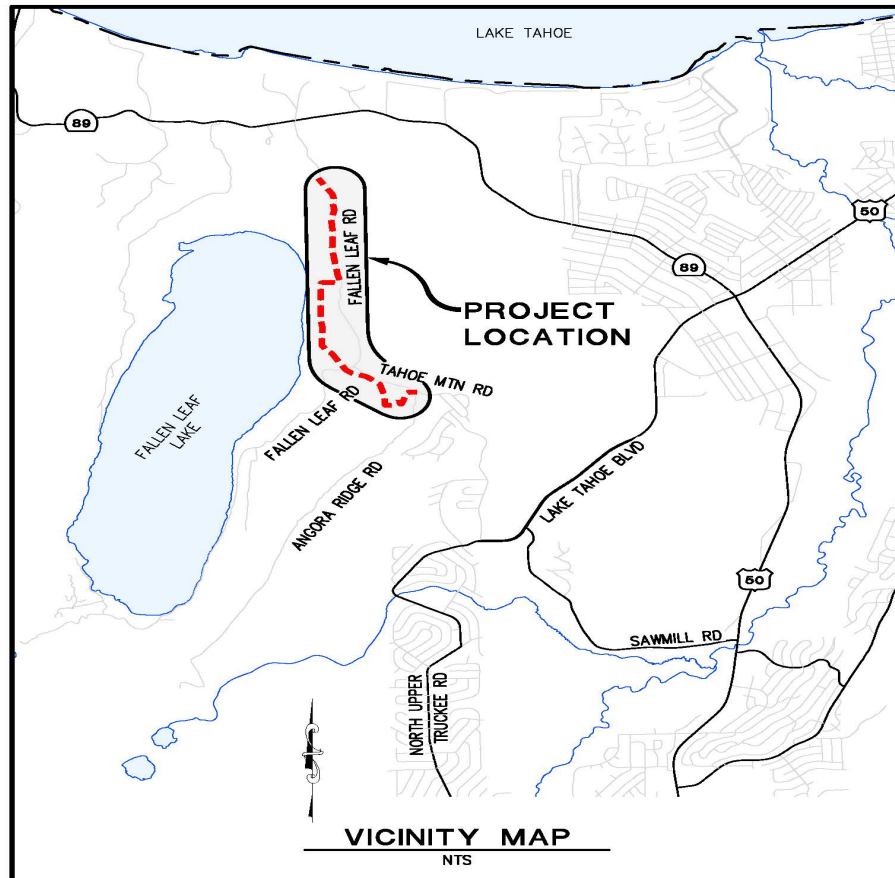 LAKE TAHOE
89
50
FALLEN LEAF RD
89
PROJECT
LOCATION
TAHOE MTN RD
FALLEN LEAF RD
FALLEN LEAF
LAKE
ANGORA RIDGE RD
LAKE TAHOE BLVD
50
SAWMILL RD
NORTH UPPER
TRUCKEE RD
VICINITY MAP
NTS